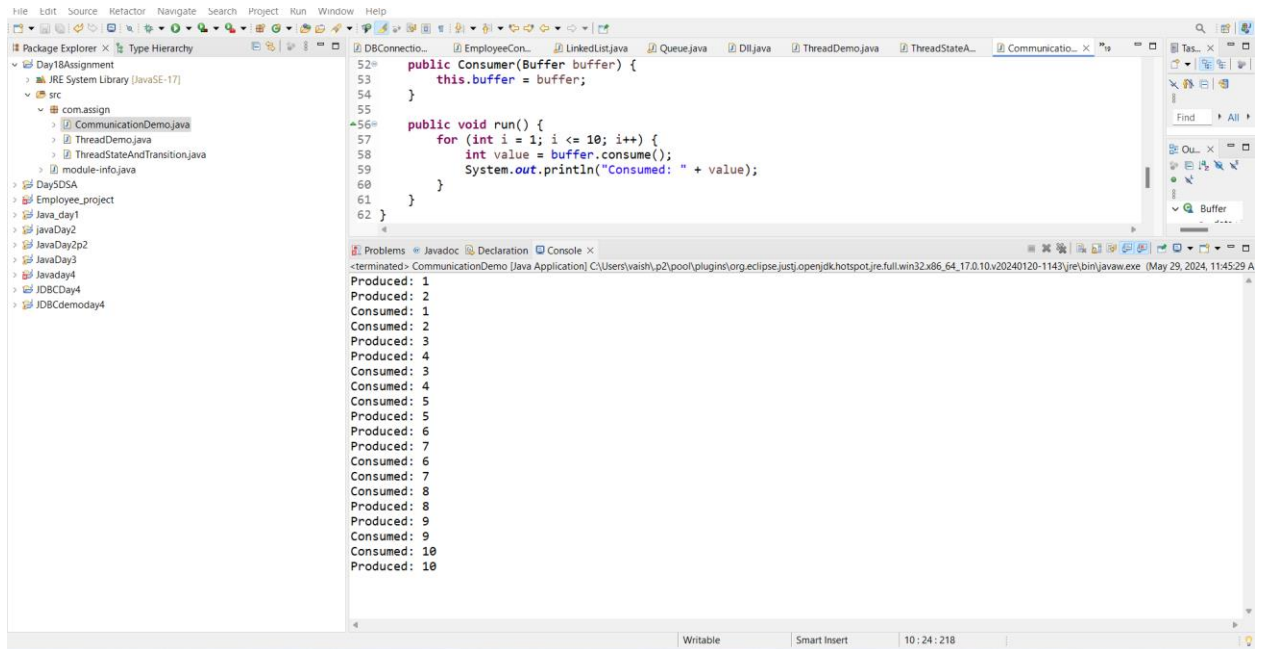 File Edit Source Refactor Navigate Search Project Run Window Help
Package Explorer × Type Hierarchy
DBConnectio... EmployeeCon... LinkedList.java Queue.java Dll.java ThreadDemo.java ThreadStateA... Communicatio... × »19
Tas... ×
Day18Assignment
JRE System Library [JavaSE-17]
src
com.assign
CommunicationDemo.java
ThreadDemo.java
ThreadStateAndTransition.java
module-info.java
Day5DSA
Employee_project
Java_day1
javaDay2
JavaDay2p2
JavaDay3
Javaday4
JDBCDay4
JDBCdemoday4
52 public Consumer(Buffer buffer) {
53 this.buffer = buffer;
54 }
55
56 public void run() {
57 for (int i = 1; i <= 10; i++) {
58 int value = buffer.consume();
59 System.out.println("Consumed: " + value);
60 }
61 }
62 }
Find All
Ou... ×
Buffer
Problems Javadoc Declaration Console ×
<terminated> CommunicationDemo [Java Application] C:\Users\vaish\.p2\pool\plugins\org.eclipse.justj.openjdk.hotspot.jre.full.win32.x86_64_17.0.10.v20240120-1143\jre\bin\javaw.exe (May 29, 2024, 11:45:29 A
Produced: 1
Produced: 2
Consumed: 1
Consumed: 2
Produced: 3
Produced: 4
Consumed: 3
Consumed: 4
Consumed: 5
Produced: 5
Produced: 6
Produced: 7
Consumed: 6
Consumed: 7
Consumed: 8
Produced: 8
Produced: 9
Consumed: 9
Consumed: 10
Produced: 10
Writable Smart Insert 10 : 24 : 218